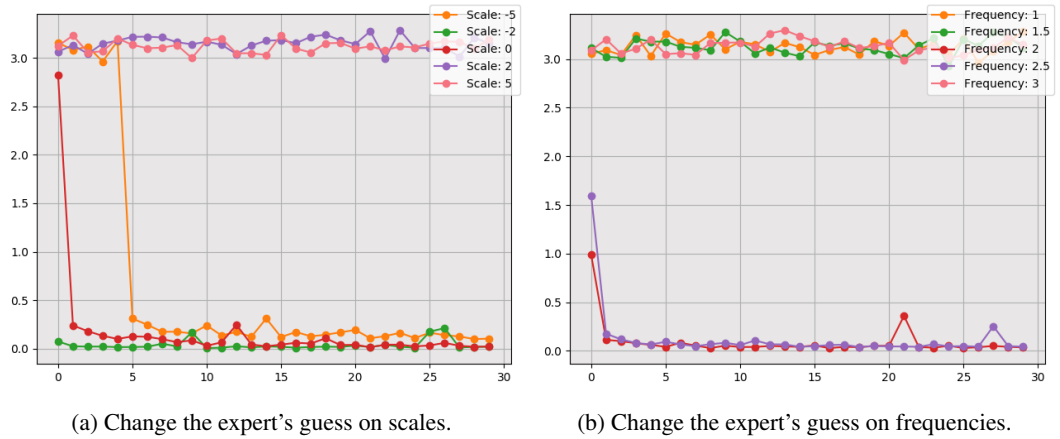 Scale: -5
Scale: -2
Scale: 0
Scale: 2
Scale: 5
3.0
2.5
2.0
1.5
1.0
0.5
0.0
0 5 10 15 20 25 30
(a) Change the expert's guess on scales.
Frequency: 1
Frequency: 1.5
Frequency: 2
Frequency: 2.5
Frequency: 3
3.0
2.5
2.0
1.5
1.0
0.5
0.0
0 5 10 15 20 25 30
(b) Change the expert's guess on frequencies.